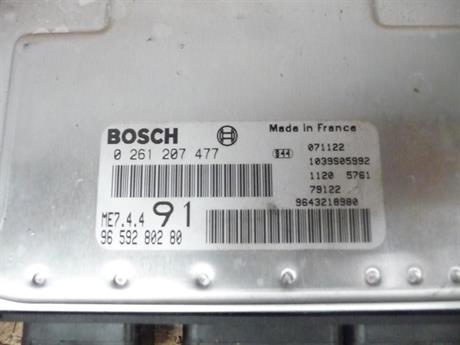 BOSCH
Made in France
0 261 207 477
S44
071122
1039S05992
1120 5761
79122
9643218980
ME7.4.4 91
96 592 802 80